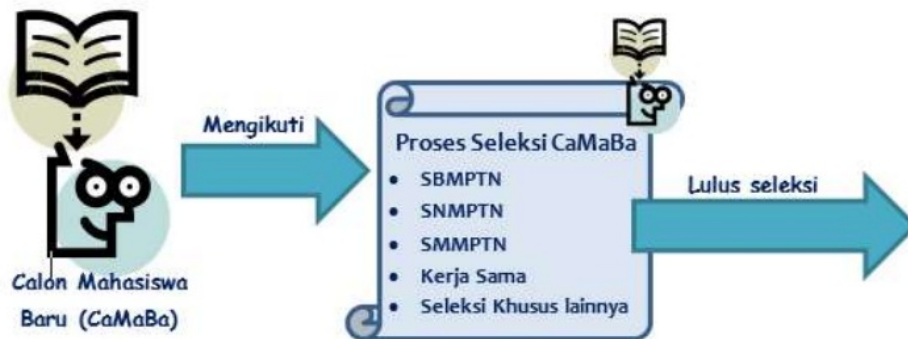 Mengikuti
Calon Mahasiswa
Baru (CaMaBa)
Proses Seleksi CaMaBa
• SBMPTN
• SNMPTN
• SMMPTN
• Kerja Sama
• Seleksi Khusus lainnya
Lulus seleksi